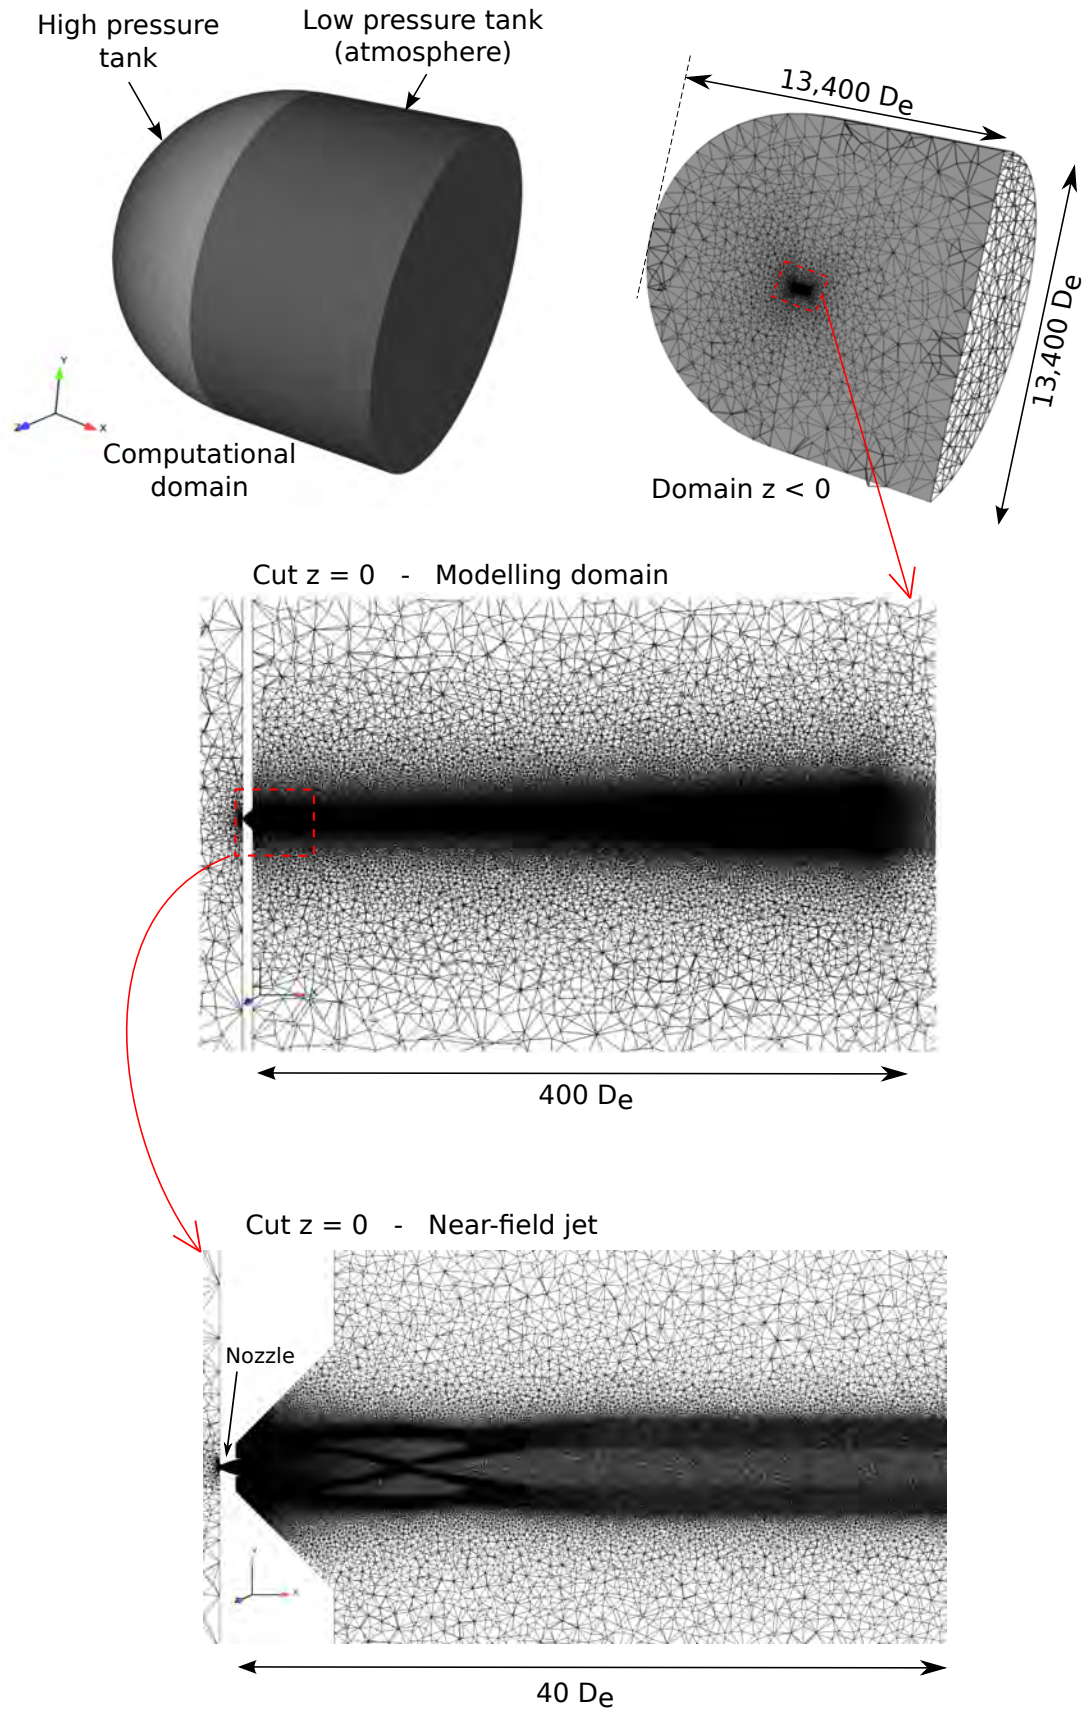 High pressure
tank
Low pressure tank
(atmosphere)
13,400 De
13,400 De
Y
X
Z
Computational
domain
Domain z < 0
Cut z = 0 - Modelling domain
400 De
Cut z = 0 - Near-field jet
Nozzle
Y
X
40 De